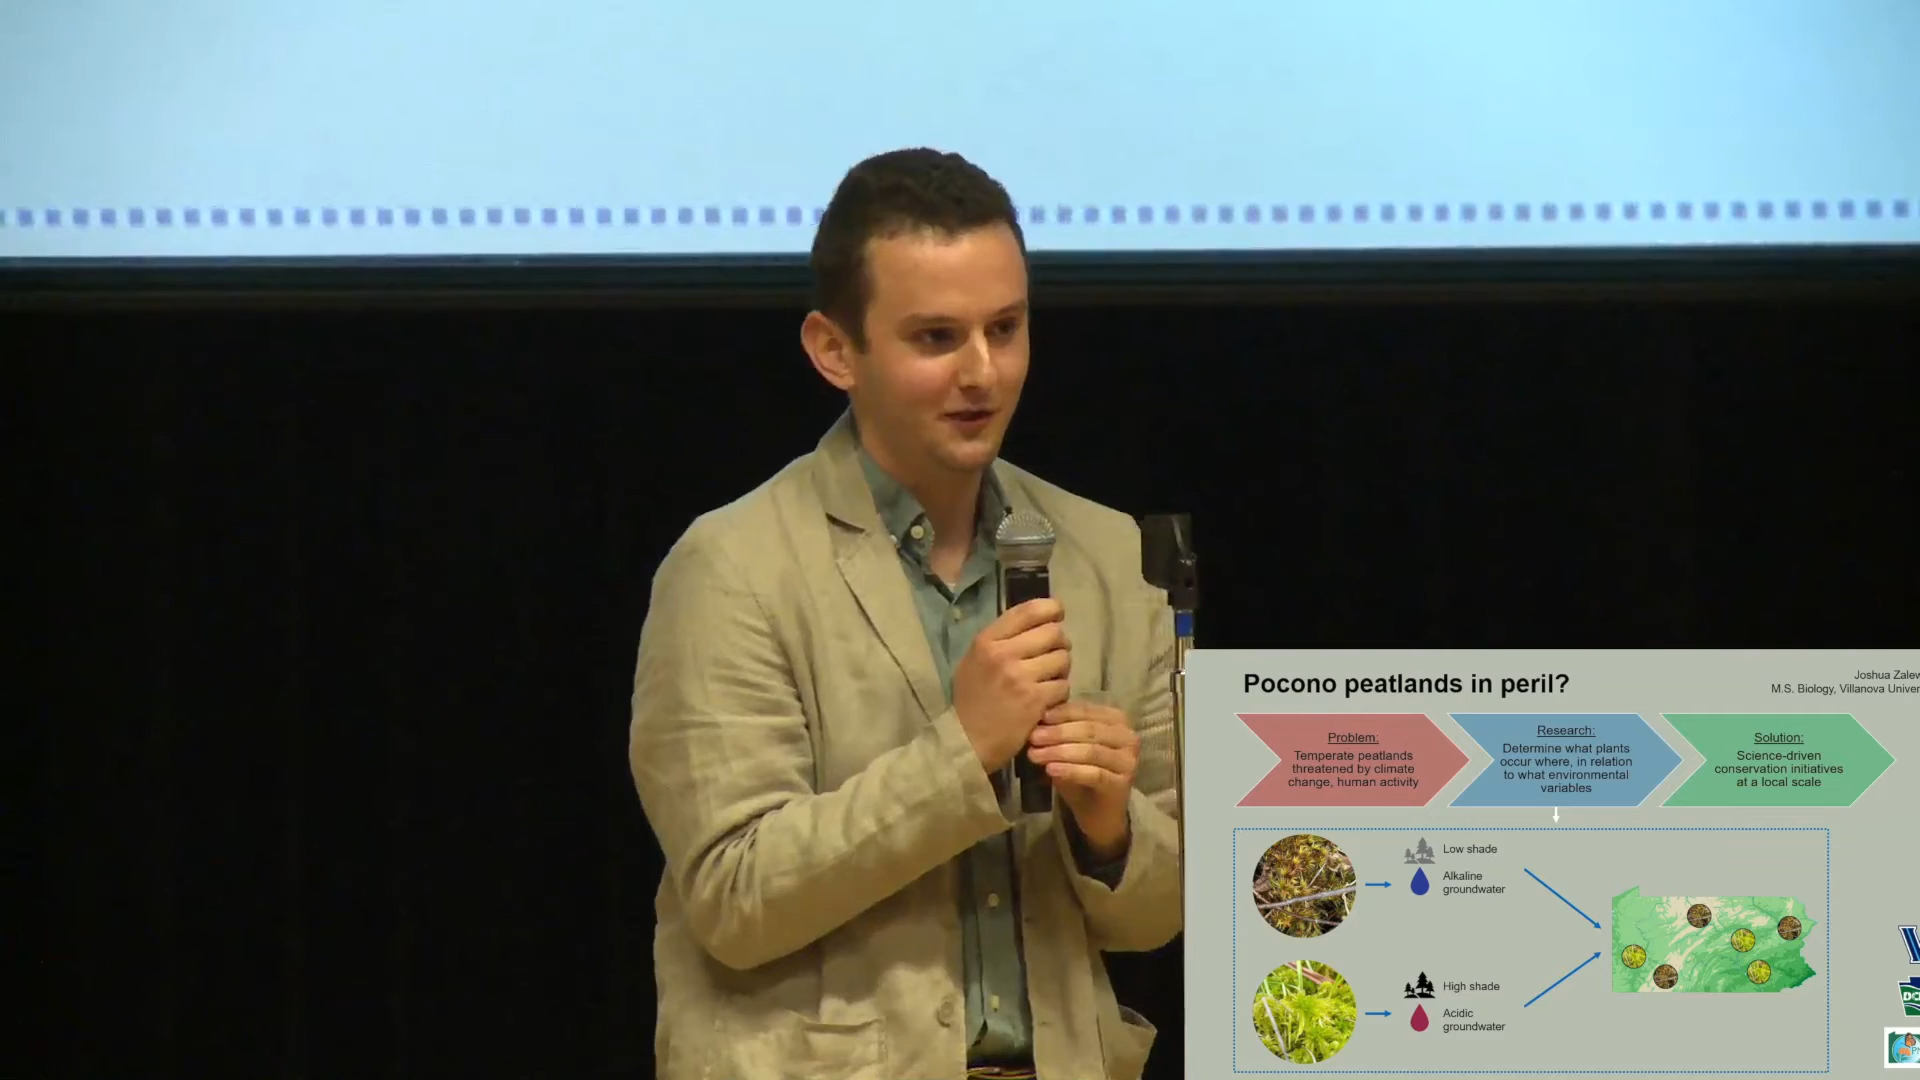 Pocono peatlands in peril?
Joshua
M.S. Biology, Villanova
Problem:
Temperate peatlands
threatened by climate
change, human activity
Research:
Determine what plants
occur where, in relation
to what environmental
variables
Solution:
Science-driven
conservation initiatives
at a local scale
Low shade
Alkaline
groundwater
High shade
Acidic
groundwater